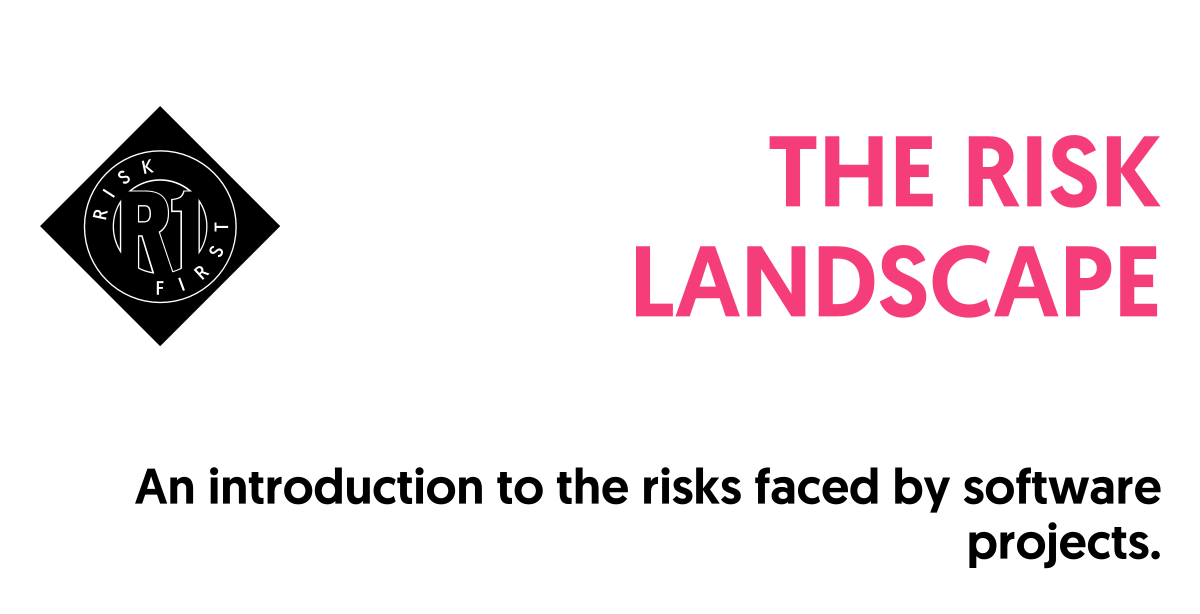 RISK
R1
FIRST
THE RISK
LANDSCAPE
An introduction to the risks faced by software
projects.